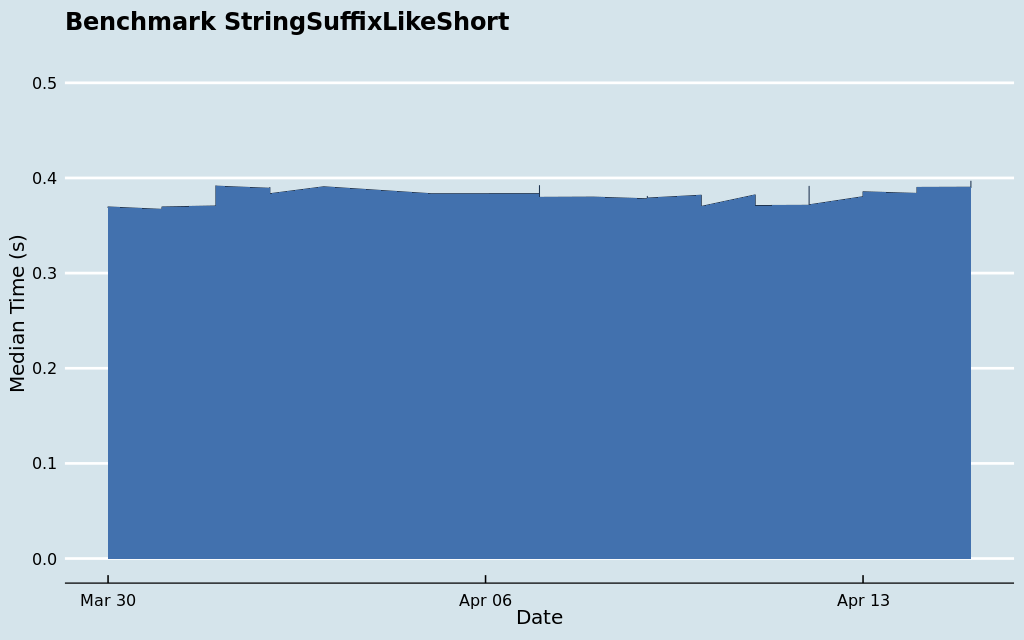 Benchmark StringSuffixLikeShort
Median Time (s)
0.5
0.4
0.3
0.2
0.1
0.0
Mar 30
Apr 06
Apr 13
Date